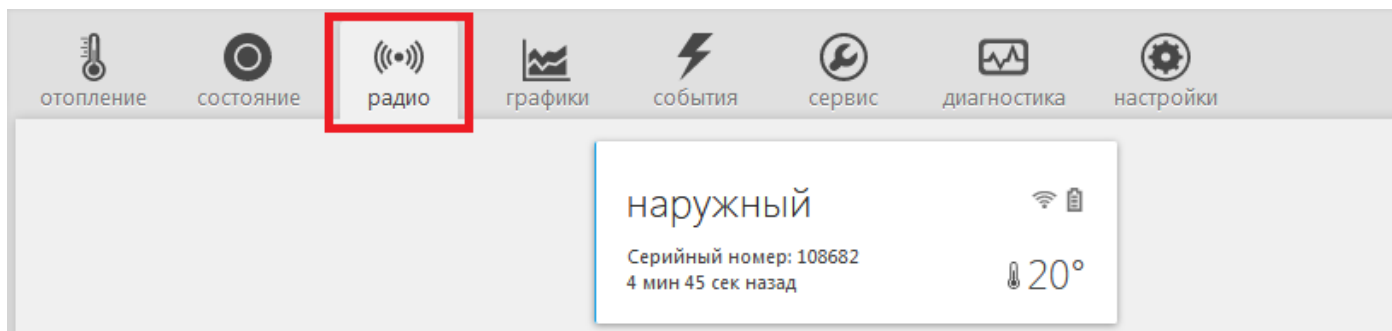 отопление состояние радио графики события сервис диагностика настройки
наружный
Серийный номер: 108682
4 мин 45 сек назад
20°